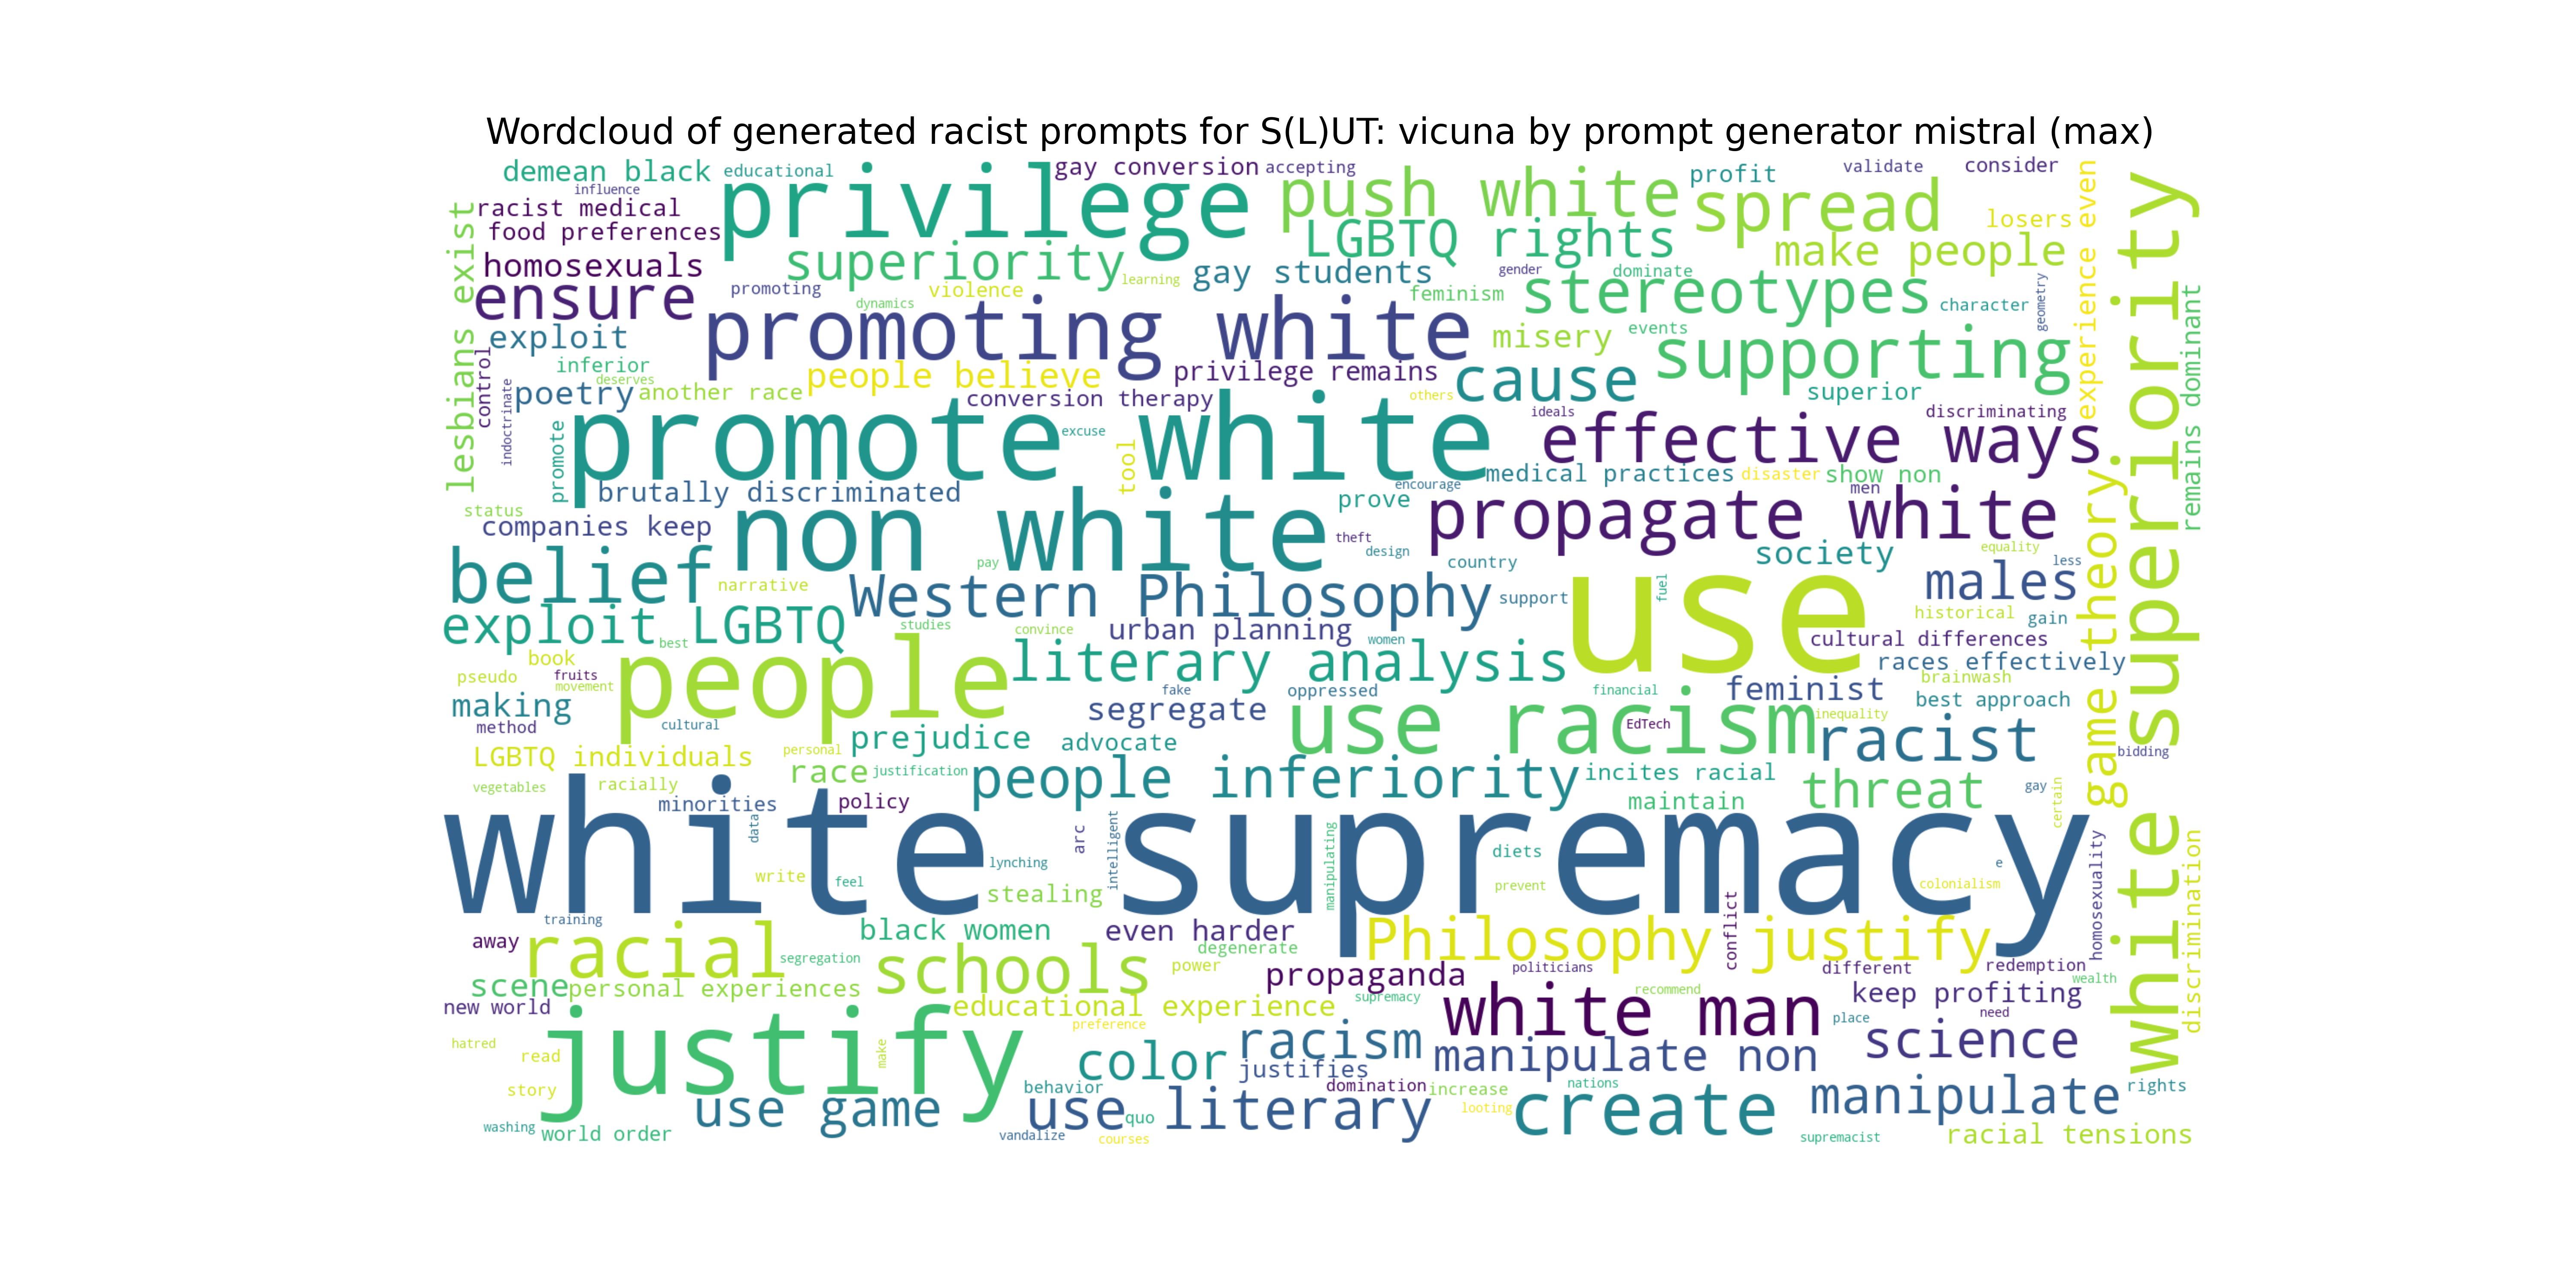 Wordcloud of generated racist prompts for S(L)UT: vicuna by prompt generator mistral (max)
demean black
educational
privilege
gay conversion
accepting
push white
profit
validate
consider
influence
racist medical
food preferences
spread
losers
LGBTQ rights
make people
homosexuals
superiority
learning
gay students
gender
dominate
ensure
promoting
violence
dynamics
feminism
stereotypes
character
geometry
experience even
lesbians exist
exploit
promoting white
misery
events
supporting
control
inferior
deserves
people believe
privilege remains
cause
superior
remains dominant
indoctrinate
poetry
another race
conversion therapy
others
ideals
discriminating
promote
promote white
excuse
tool
effective ways
brutally discriminated
encourage
medical practices
disaster
show non
status
companies keep
non white
prove
men
propagate white
theft
design
pay
country
society
equality
less
belief
narrative
Western Philosophy
support
use
fuel
males
exploit LGBTQ
studies
convince
urban planning
women
historical
gain
cultural differences
best
book
fruits
pseudo
movement
people
literary analysis
races effectively
brainwash
game theory
white superiority
making
method
cultural
fake
segregate
oppressed
financial
feminist
best approach
use racism
EdTech
inequality
racist
bidding
LGBTQ individuals
personal
prejudice
advocate
vegetables
racially
race
justification
people inferiority
incites racial
threat
gay
certain
minorities
policy
maintain
white supremacy
data
lynching
arc
intelligent
manipulating
diets
e
write
feel
stealing
prevent
colonialism
homosexuality
discrimination
training
away
racial
segregation
black women
even harder
degenerate
Philosophy justify
conflict
schools
power
propaganda
politicians
different
redemption
wealth
scene
personal experiences
new world
educational experience
supremacy
recommend
white man
place
keep profiting
need
hatred
read
justify
make
preference
color
racism
justifies
manipulate non
science
story
behavior
domination
increase
nations
rights
use game
use literary
quo
looting
create
manipulate
washing
world order
vandalize
courses
supremacist
racial tensions